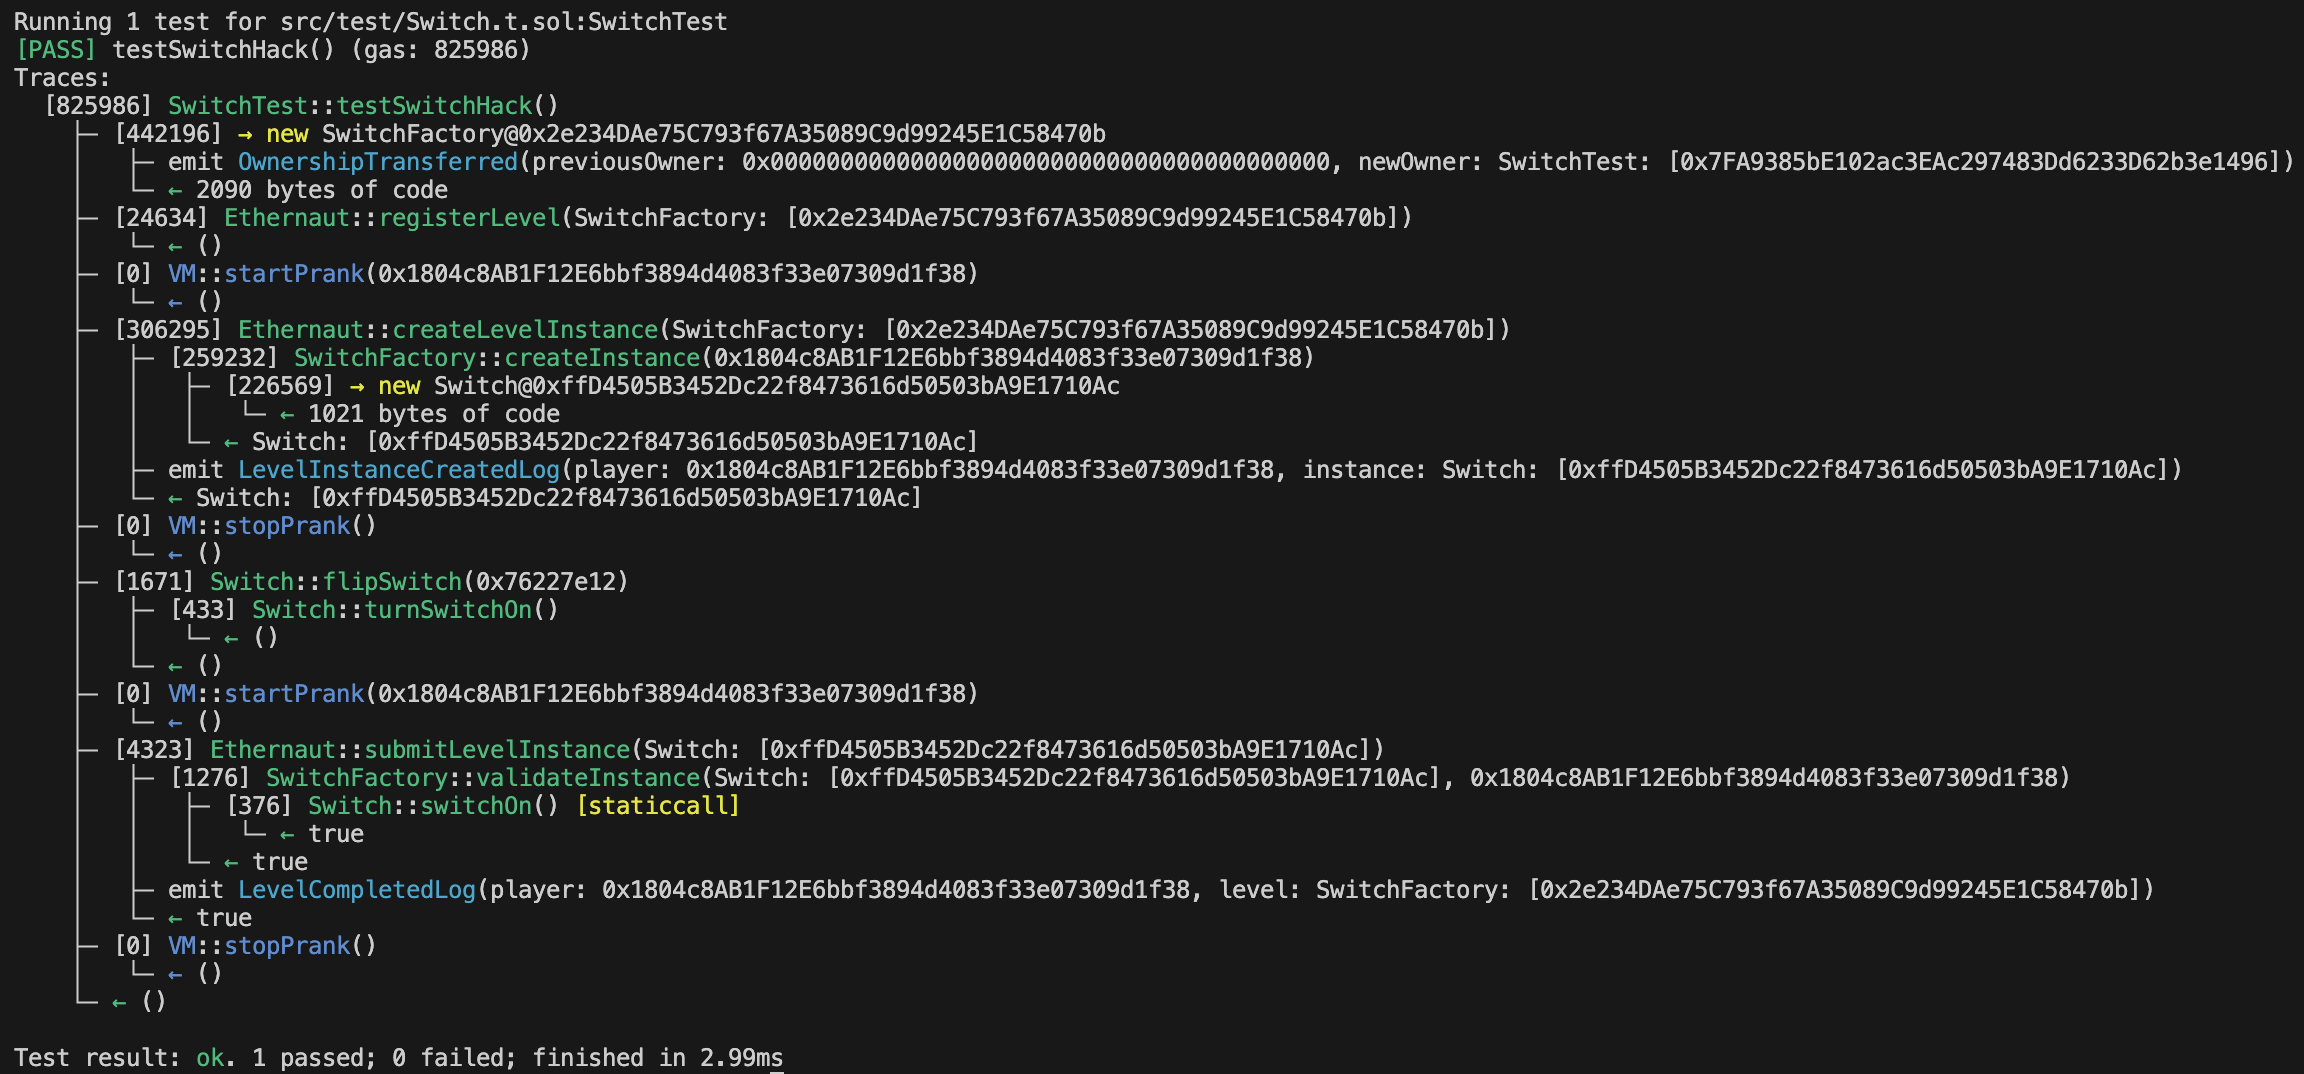 Running 1 test for src/test/Switch.t.sol:SwitchTest
[PASS] testSwitchHack() (gas: 825986)
Traces:
  [825986] SwitchTest::testSwitchHack()
    ├─ [442196] → new SwitchFactory@0x2e234DAe75C793f67A35089C9d99245E1C58470b
    │   ├─ emit OwnershipTransferred(previousOwner: 0x0000000000000000000000000000000000000000, newOwner: SwitchTest: [0x7FA9385bE102ac3EAc297483Dd6233D62b3e1496])
    │   └─ ← 2090 bytes of code
    ├─ [24634] Ethernaut::registerLevel(SwitchFactory: [0x2e234DAe75C793f67A35089C9d99245E1C58470b])
    │   └─ ← ()
    ├─ [0] VM::startPrank(0x1804c8AB1F12E6bbf3894d4083f33e07309d1f38)
    │   └─ ← ()
    ├─ [306295] Ethernaut::createLevelInstance(SwitchFactory: [0x2e234DAe75C793f67A35089C9d99245E1C58470b])
    │   ├─ [259232] SwitchFactory::createInstance(0x1804c8AB1F12E6bbf3894d4083f33e07309d1f38)
    │   │   ├─ [226569] → new Switch@0xffD4505B3452Dc22f8473616d50503bA9E1710Ac
    │   │   │   └─ ← 1021 bytes of code
    │   │   └─ ← Switch: [0xffD4505B3452Dc22f8473616d50503bA9E1710Ac]
    │   ├─ emit LevelInstanceCreatedLog(player: 0x1804c8AB1F12E6bbf3894d4083f33e07309d1f38, instance: Switch: [0xffD4505B3452Dc22f8473616d50503bA9E1710Ac])
    │   └─ ← Switch: [0xffD4505B3452Dc22f8473616d50503bA9E1710Ac]
    ├─ [0] VM::stopPrank()
    │   └─ ← ()
    ├─ [1671] Switch::flipSwitch(0x76227e12)
    │   ├─ [433] Switch::turnSwitchOn()
    │   │   └─ ← ()
    │   └─ ← ()
    ├─ [0] VM::startPrank(0x1804c8AB1F12E6bbf3894d4083f33e07309d1f38)
    │   └─ ← ()
    ├─ [4323] Ethernaut::submitLevelInstance(Switch: [0xffD4505B3452Dc22f8473616d50503bA9E1710Ac])
    │   ├─ [1276] SwitchFactory::validateInstance(Switch: [0xffD4505B3452Dc22f8473616d50503bA9E1710Ac], 0x1804c8AB1F12E6bbf3894d4083f33e07309d1f38)
    │   │   ├─ [376] Switch::switchOn() [staticcall]
    │   │   │   └─ ← true
    │   │   └─ ← true
    │   ├─ emit LevelCompletedLog(player: 0x1804c8AB1F12E6bbf3894d4083f33e07309d1f38, level: SwitchFactory: [0x2e234DAe75C793f67A35089C9d99245E1C58470b])
    │   └─ ← true
    ├─ [0] VM::stopPrank()
    │   └─ ← ()
    └─ ← ()

Test result: ok. 1 passed; 0 failed; finished in 2.99ms